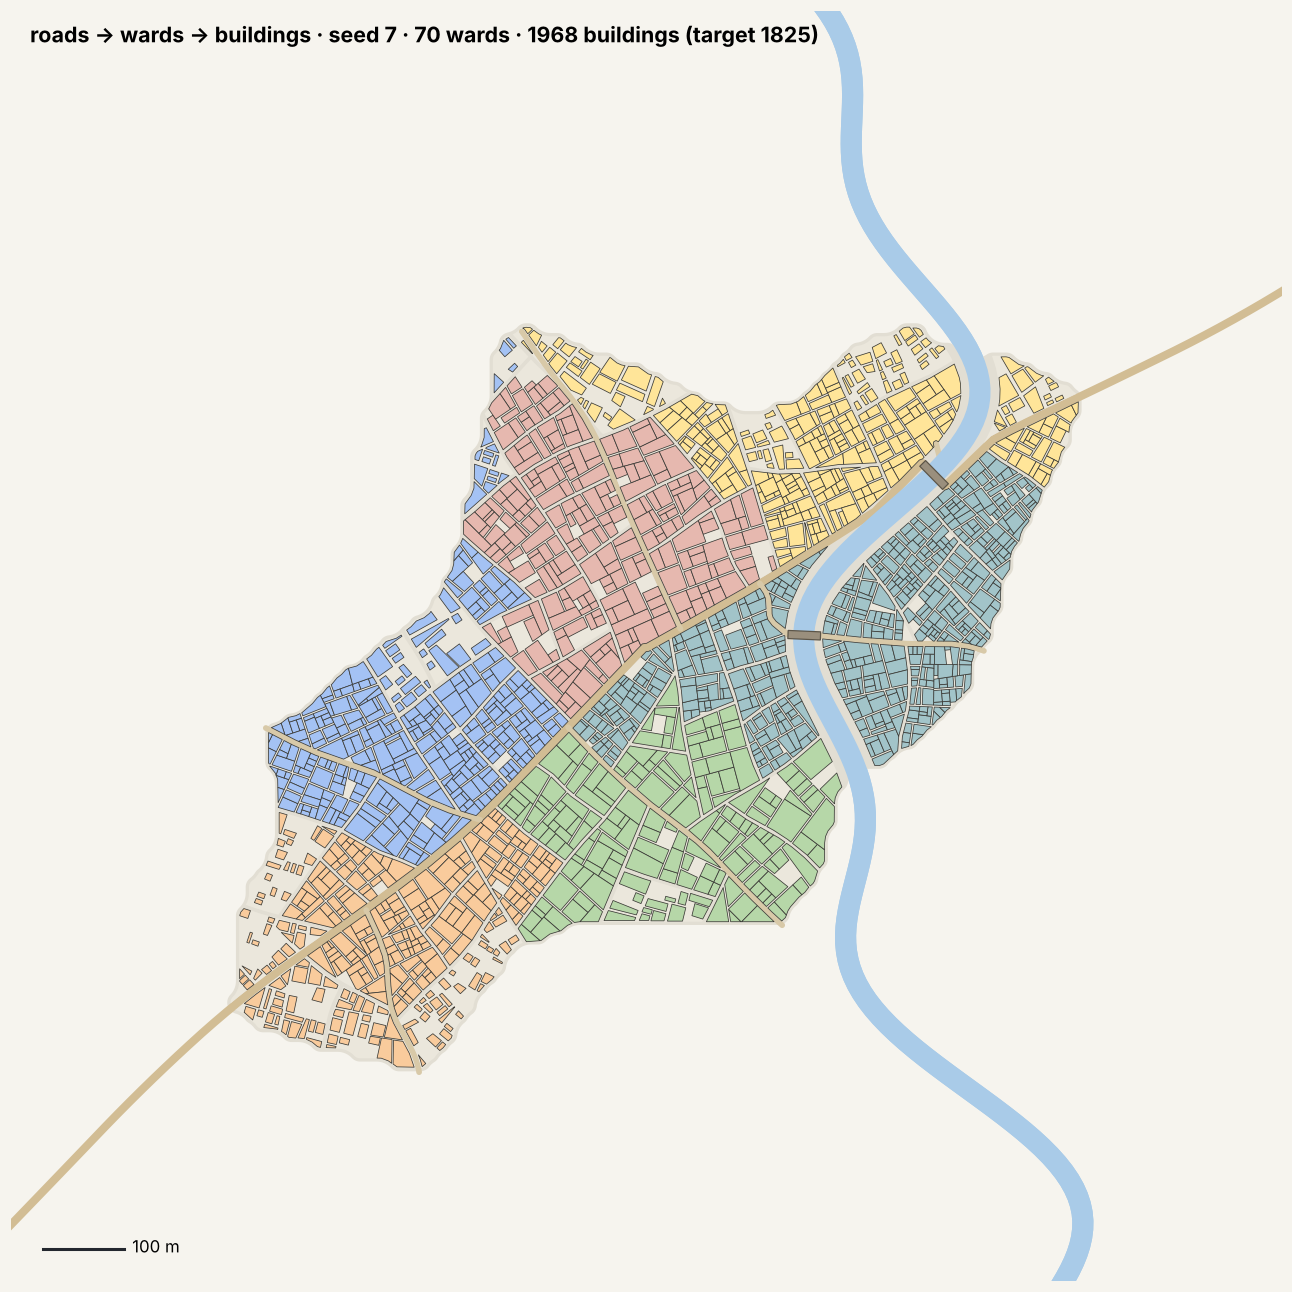 roads → wards → buildings · seed 7 · 70 wards · 1968 buildings (target 1825)
100 m